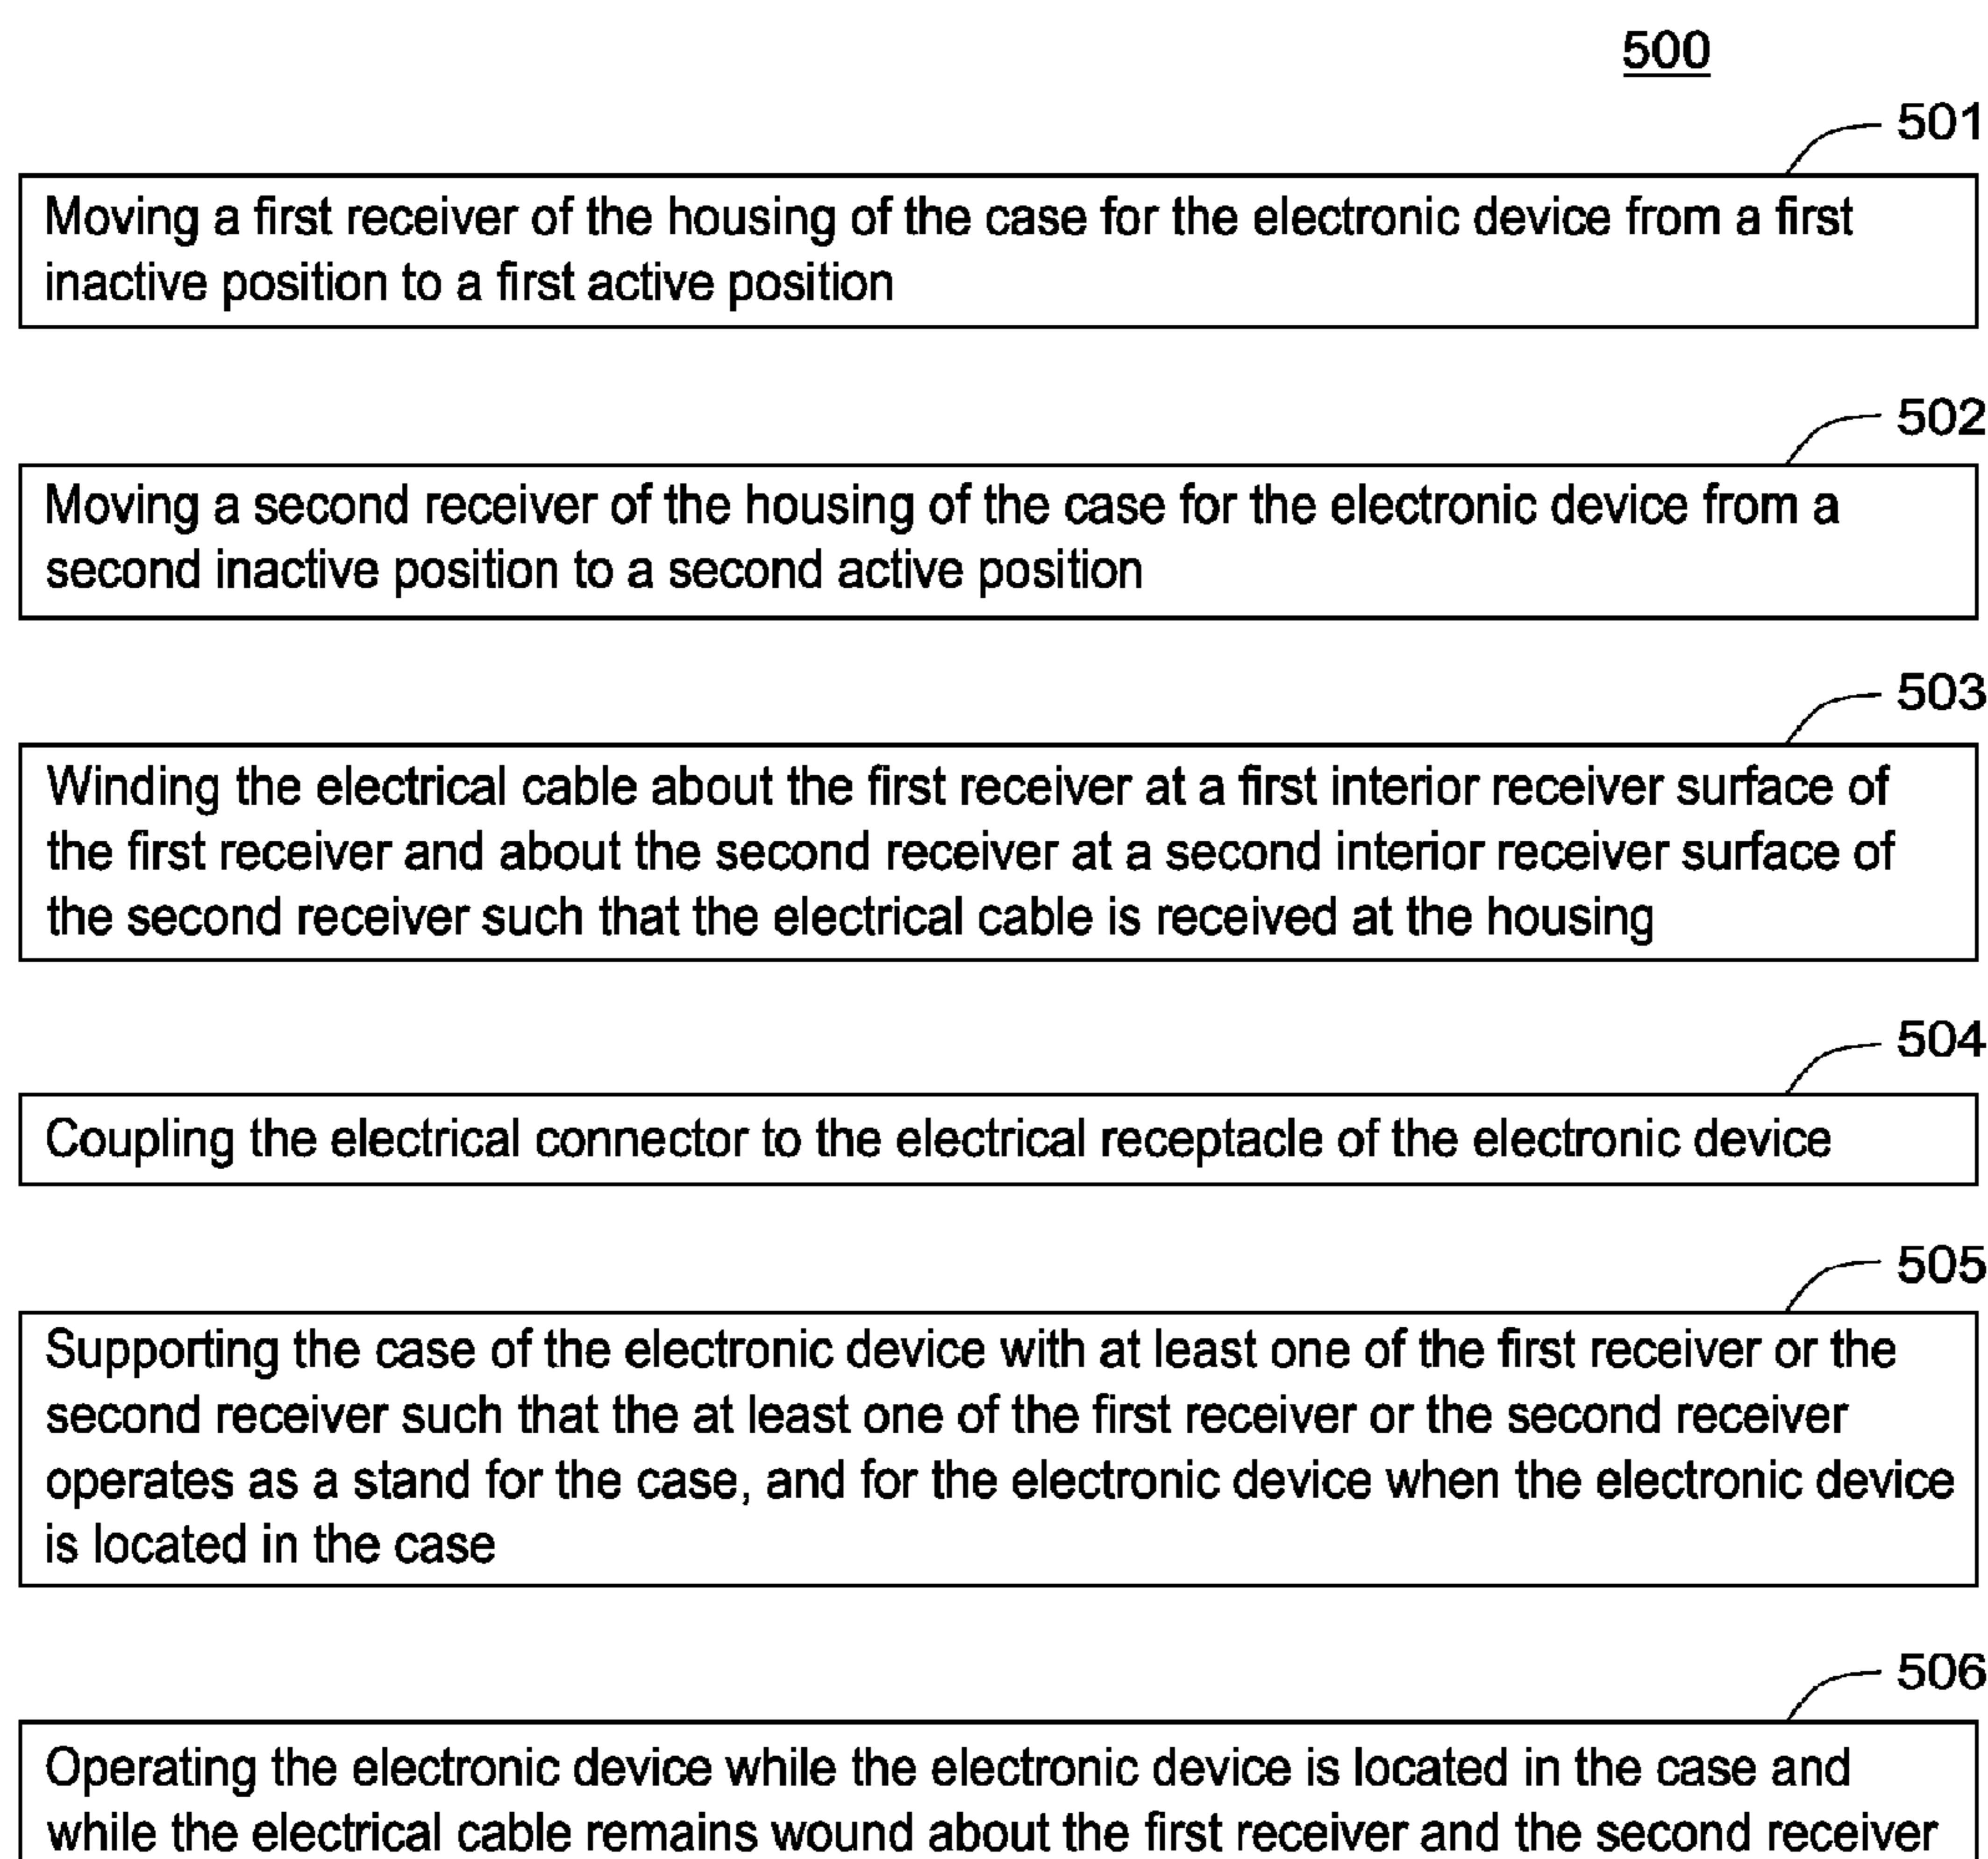 500
501
Moving a first receiver of the housing of the case for the electronic device from a first
inactive position to a first active position
502
Moving a second receiver of the housing of the case for the electronic device from a
second inactive position to a second active position
503
Winding the electrical cable about the first receiver at a first interior receiver surface of
the first receiver and about the second receiver at a second interior receiver surface of
the second receiver such that the electrical cable is received at the housing
504
Coupling the electrical connector to the electrical receptacle of the electronic device
505
Supporting the case of the electronic device with at least one of the first receiver or the
second receiver such that the at least one of the first receiver or the second receiver
operates as a stand for the case, and for the electronic device when the electronic device
is located in the case
506
Operating the electronic device while the electronic device is located in the case and
while the electrical cable remains wound about the first receiver and the second receiver